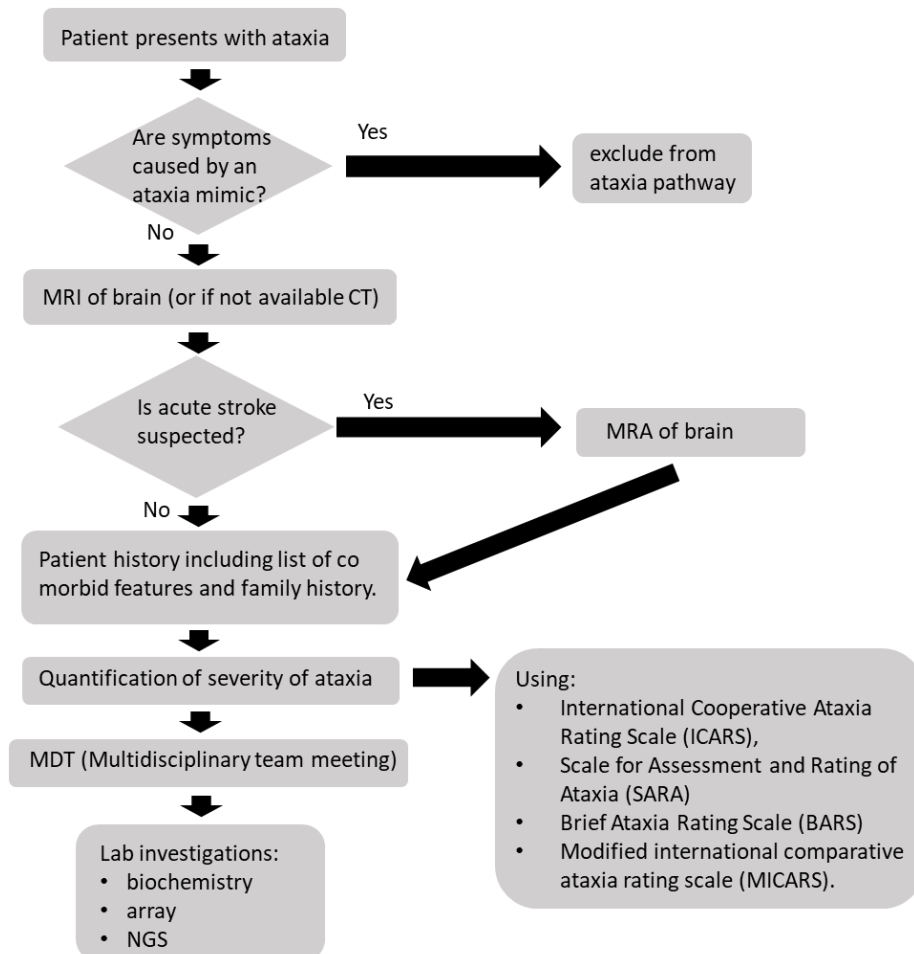 Patient presents with ataxia
Are symptoms
caused by an
ataxia mimic?
Yes
exclude from
ataxia pathway
No
MRI of brain (or if not available CT)
Is acute stroke
suspected?
Yes
MRA of brain
No
Patient history including list of co
morbid features and family history.
Quantification of severity of ataxia
Using:
• International Cooperative Ataxia
Rating Scale (ICARS),
• Scale for Assessment and Rating of
Ataxia (SARA)
• Brief Ataxia Rating Scale (BARS)
• Modified international comparative
ataxia rating scale (MICARS).
MDT (Multidisciplinary team meeting)
Lab investigations:
• biochemistry
• array
• NGS